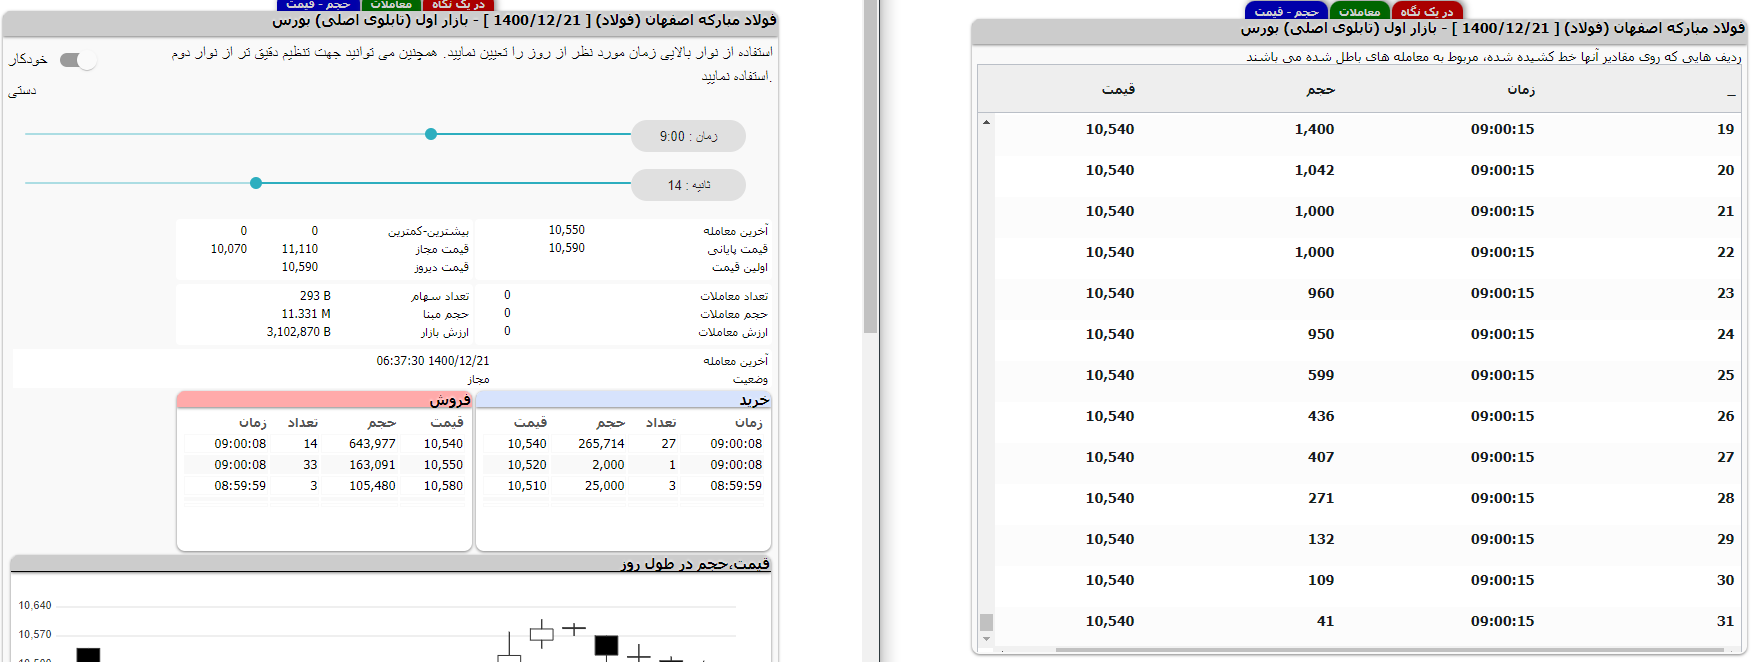 در یک نگاه معاملات حجم - قیمت
فولاد مبارکه اصفهان (فولاد) [ 1400/12/21 ] - بازار اول (تابلوی اصلی) بورس
ردیف هایی که روی مقادیر آنها خط کشیده شده، مربوط به معامله های باطل شده می باشند
_ زمان حجم قیمت
19 09:00:15 1,400 10,540
20 09:00:15 1,042 10,540
21 09:00:15 1,000 10,540
22 09:00:15 1,000 10,540
23 09:00:15 960 10,540
24 09:00:15 950 10,540
25 09:00:15 599 10,540
26 09:00:15 436 10,540
27 09:00:15 407 10,540
28 09:00:15 271 10,540
29 09:00:15 132 10,540
30 09:00:15 109 10,540
31 09:00:15 41 10,540
در یک نگاه معاملات حجم - قیمت
فولاد مبارکه اصفهان (فولاد) [ 1400/12/21 ] - بازار اول (تابلوی اصلی) بورس
استفاده از نوار بالایی زمان مورد نظر از روز را تعیین نمایید. همچنین می توانید جهت تنظیم دقیق تر از نوار دوم
استفاده نمایید.
خودکار
دستی
زمان : 9:00
ثانیه : 14
آخرین معامله 10,550 بیشترین-کمترین 0 0
قیمت پایانی 10,590 قیمت مجاز 11,110 10,070
اولین قیمت قیمت دیروز 10,590
تعداد معاملات 0 تعداد سهام 293 B
حجم معاملات 0 حجم مبنا 11.331 M
ارزش معاملات 0 ارزش بازار 3,102,870 B
آخرین معامله 1400/12/21 06:37:30
وضعیت مجاز
خرید فروش
زمان تعداد حجم قیمت قیمت حجم تعداد زمان
09:00:08 27 265,714 10,540 10,540 643,977 14 09:00:08
09:00:08 1 2,000 10,520 10,550 163,091 33 09:00:08
08:59:59 3 25,000 10,510 10,580 105,480 3 08:59:59
قیمت،حجم در طول روز
10,640
10,570